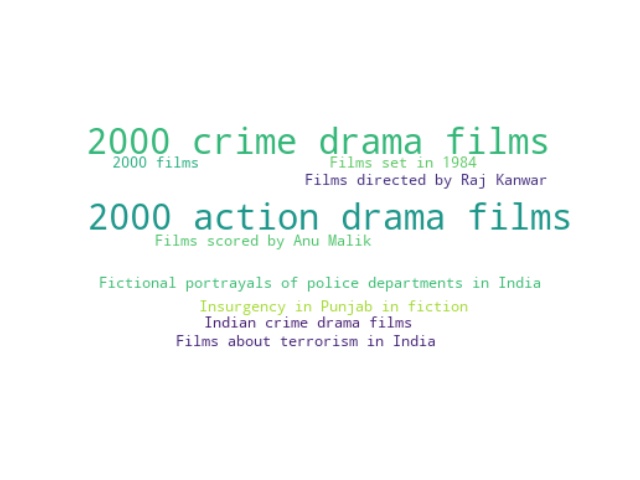 2000 crime drama films
2000 films
Films set in 1984
Films directed by Raj Kanwar
2000 action drama films
Films scored by Anu Malik
Fictional portrayals of police departments in India
Insurgency in Punjab in fiction
Indian crime drama films
Films about terrorism in India